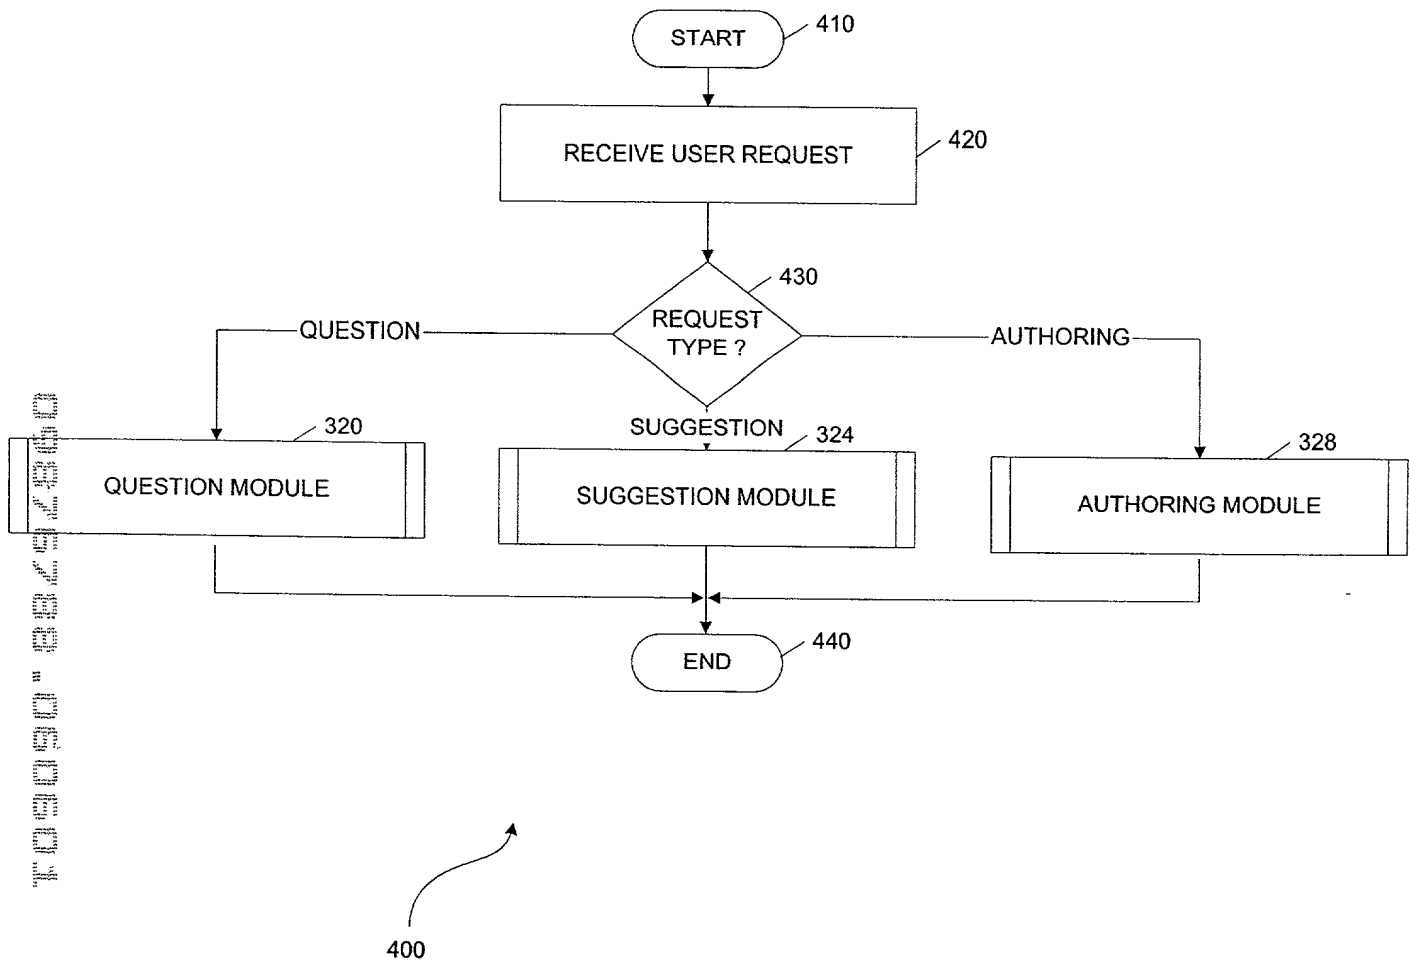 START
410
RECEIVE USER REQUEST
420
430
REQUEST
TYPE ?
QUESTION
AUTHORING
SUGGESTION
320
324
328
QUESTION MODULE
SUGGESTION MODULE
AUTHORING MODULE
END
440
400